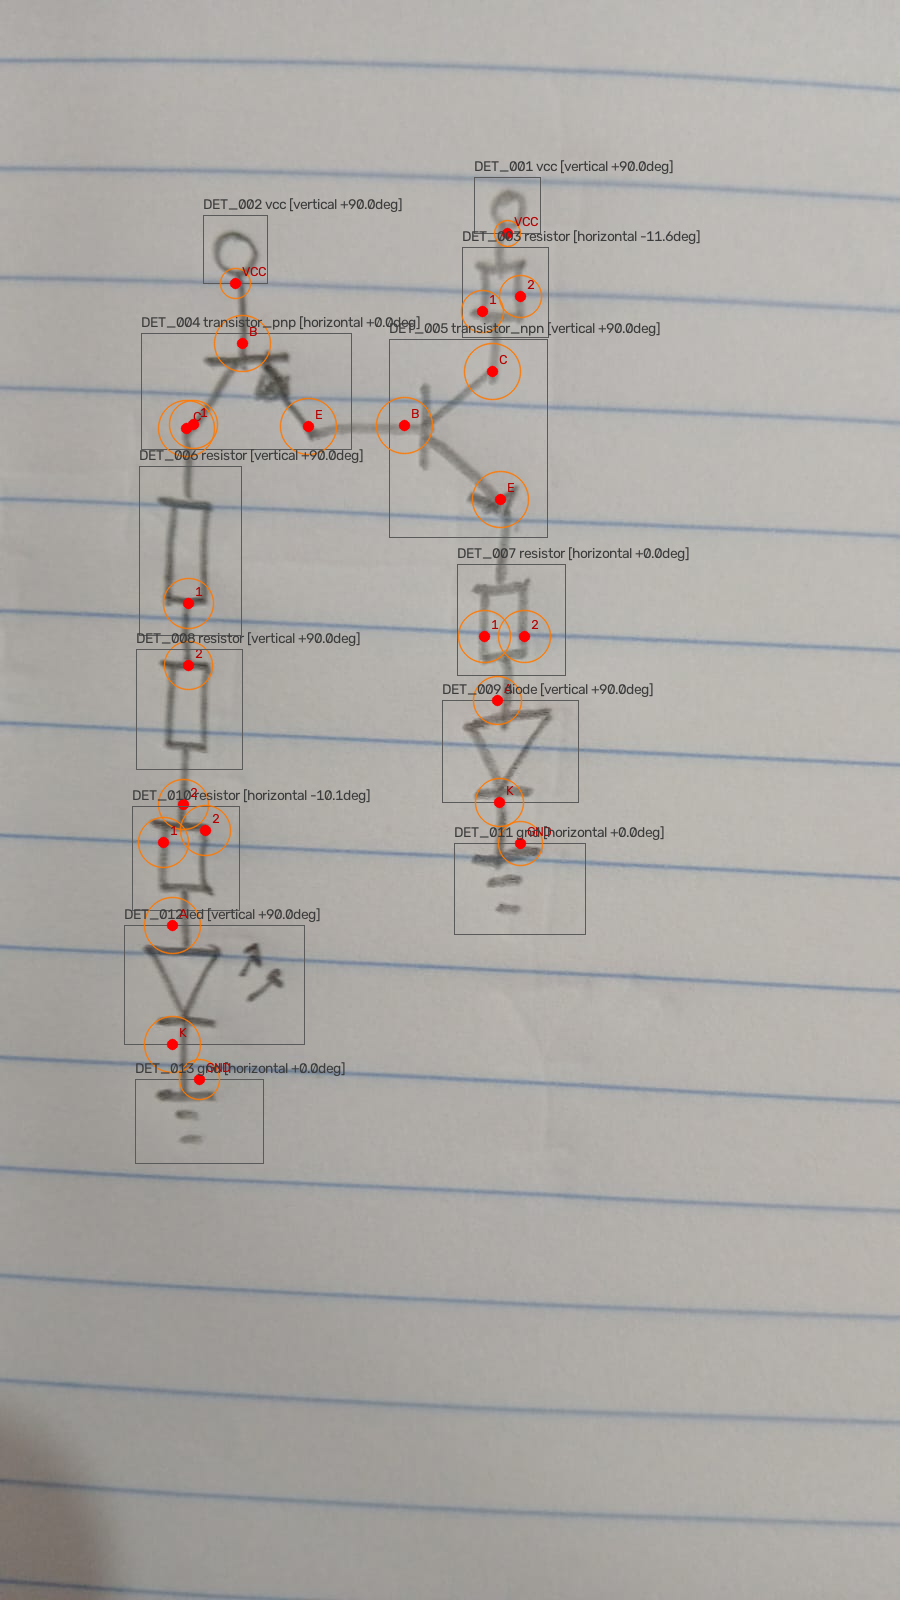 DET_001 vcc [vertical +90.0deg]
DET_002 vcc [vertical +90.0deg]
VCC
DET_003 resistor [horizontal -11.6deg]
VCC
2
1
DET_004 transistor_pnp [horizontal +0.0deg]
DET_005 transistor_npn [vertical +90.0deg]
B
C
C
1
E
B
DET_006 resistor [vertical +90.0deg]
E
DET_007 resistor [horizontal +0.0deg]
1
1
2
DET_008 resistor [vertical +90.0deg]
2
DET_009 diode [vertical +90.0deg]
A
K
DET_010 resistor [horizontal -10.1deg]
2
1
2
DET_011 gnd [horizontal +0.0deg]
GND
DET_012 led [vertical +90.0deg]
A
K
DET_013 gnd [horizontal +0.0deg]
GND